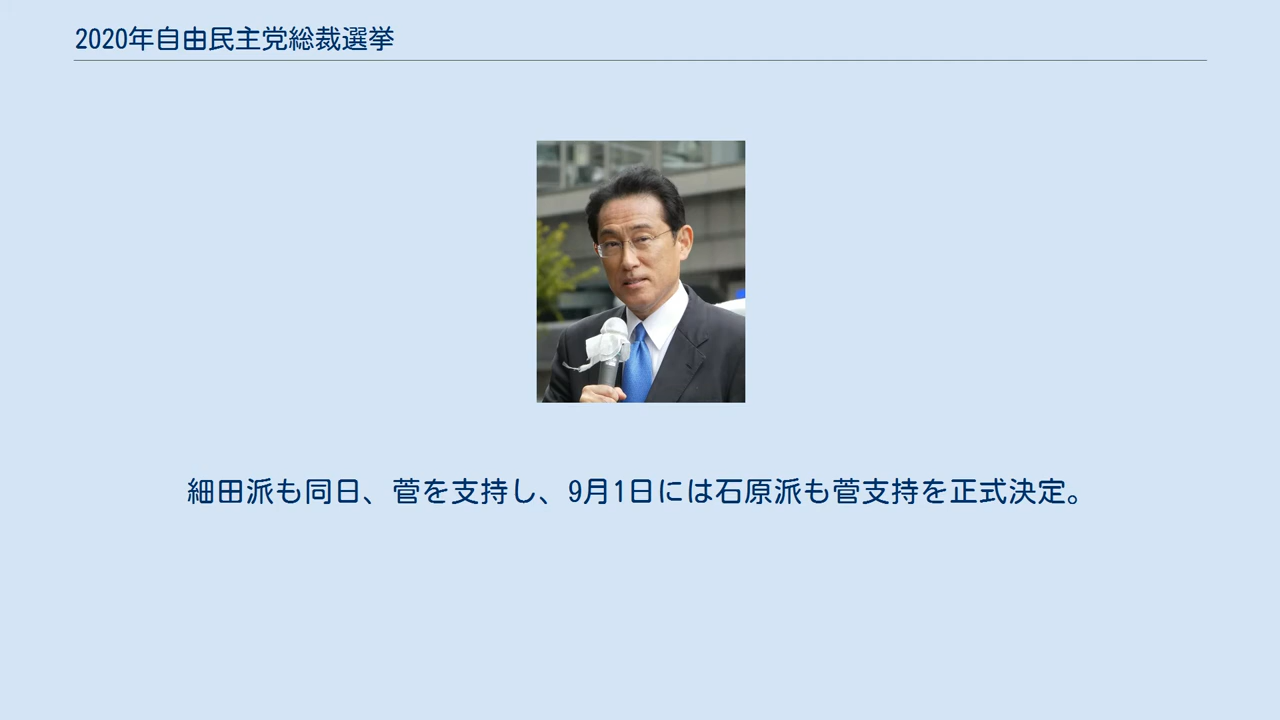 2020年自由民主党総裁選挙
細田派も同日、菅を支持し、9月1日には石原派も菅支持を正式決定。